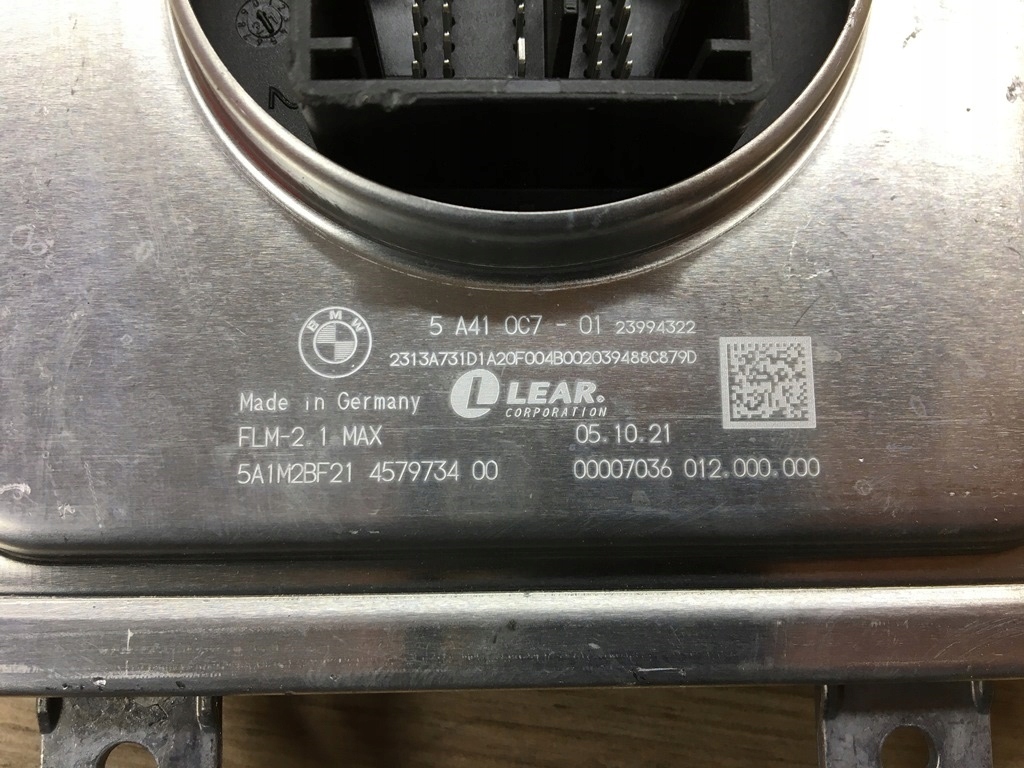 BMW
5 A41 0C7 - 01 23994322
2313A731D1A20F004B002039488C879D
Made in Germany
L LEAR.
CORPORATION
FLM-2.1 MAX
05.10.21
5A1M2BF21 4579734 00
00007036 012.000.000